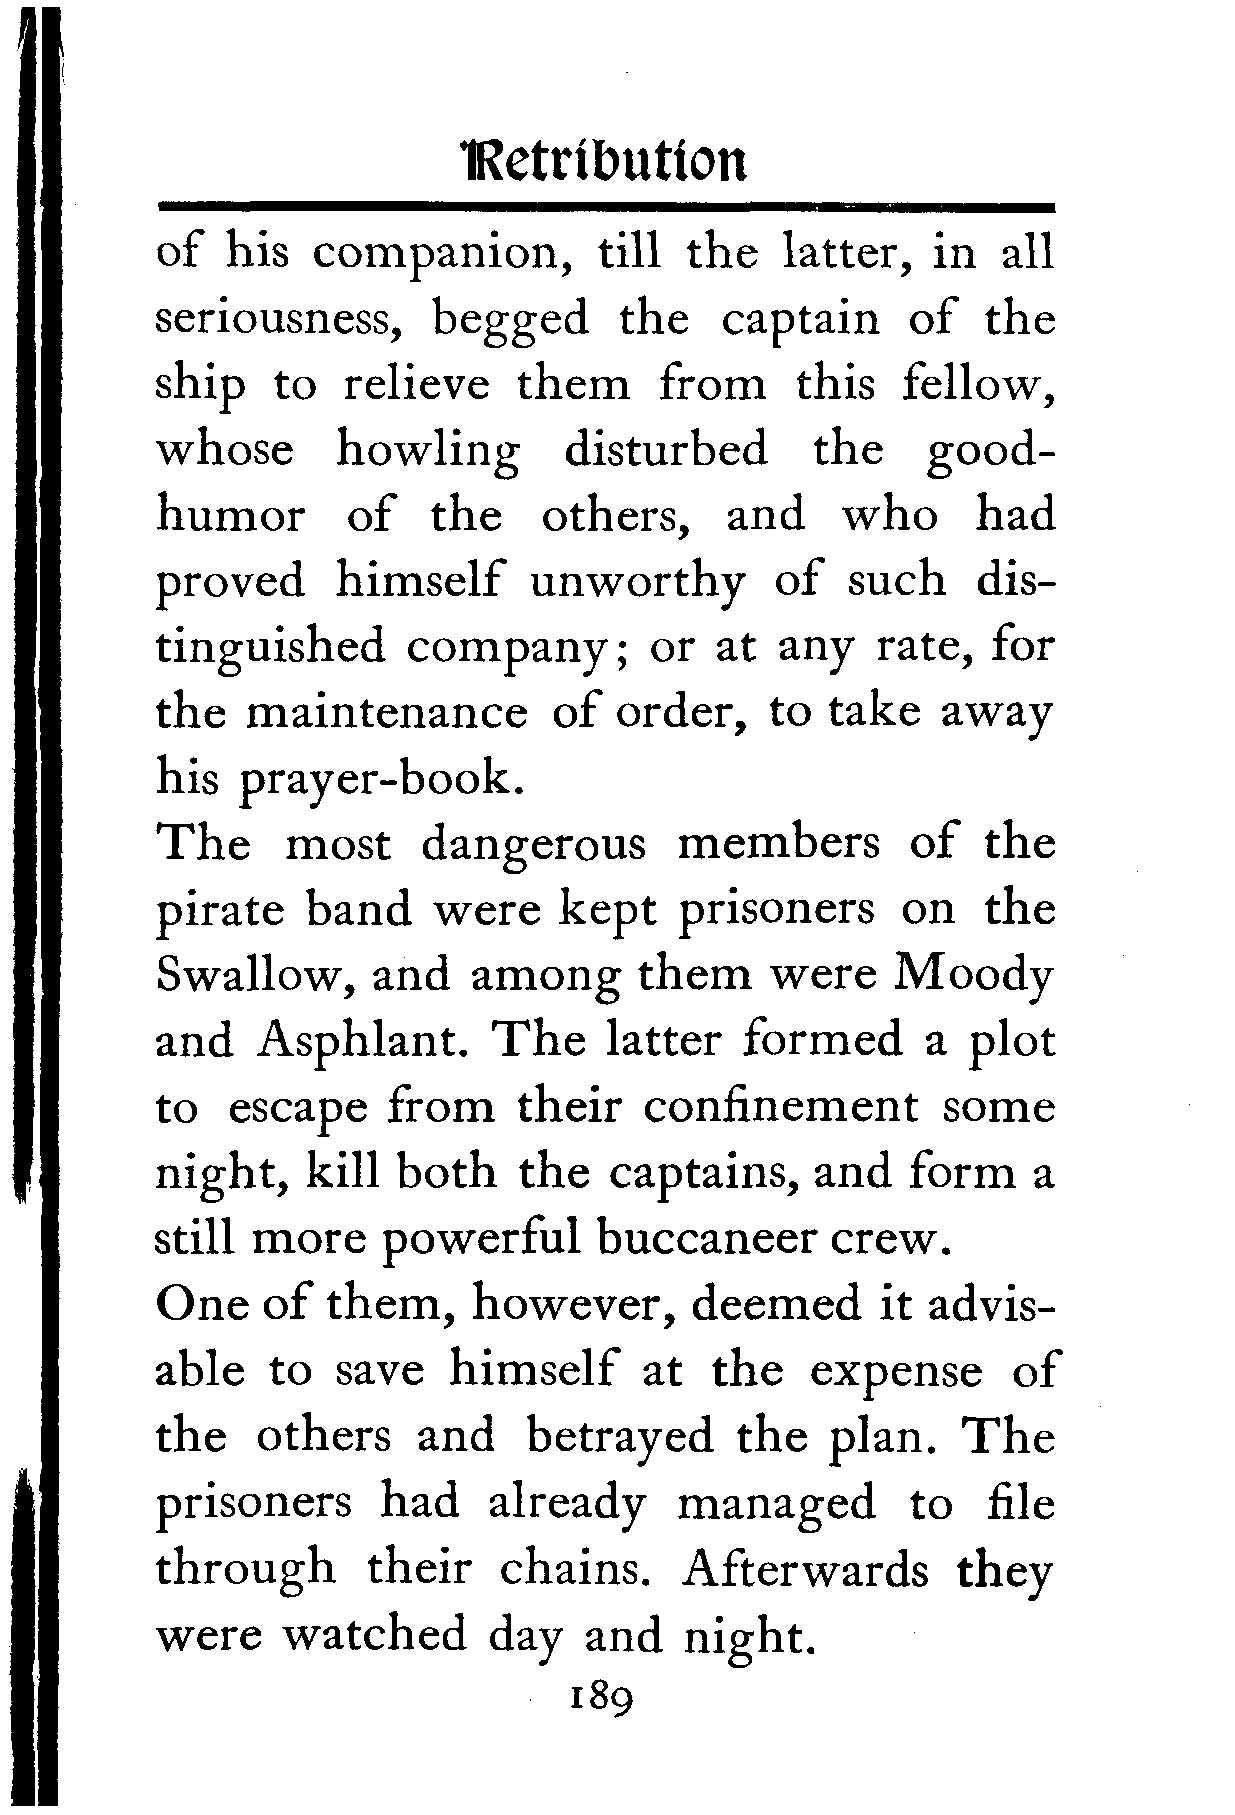 Retribution
of his companion, till the latter, in all
seriousness, begged the captain of the
ship to relieve them from this fellow,
whose howling disturbed the good-
humor of the others, and who had
proved himself unworthy of such dis-
tinguished company; or at any rate, for
the maintenance of order, to take away
his prayer-book.
The most dangerous members of the
pirate band were kept prisoners on the
Swallow, and among them were Moody
and Asphlant. The latter formed a plot
to escape from their confinement some
night, kill both the captains, and form a
still more powerful buccaneer crew.
One of them, however, deemed it advis-
able to save himself at the expense of
the others and betrayed the plan. The
prisoners had already managed to file
through their chains. Afterwards they
were watched day and night.
189